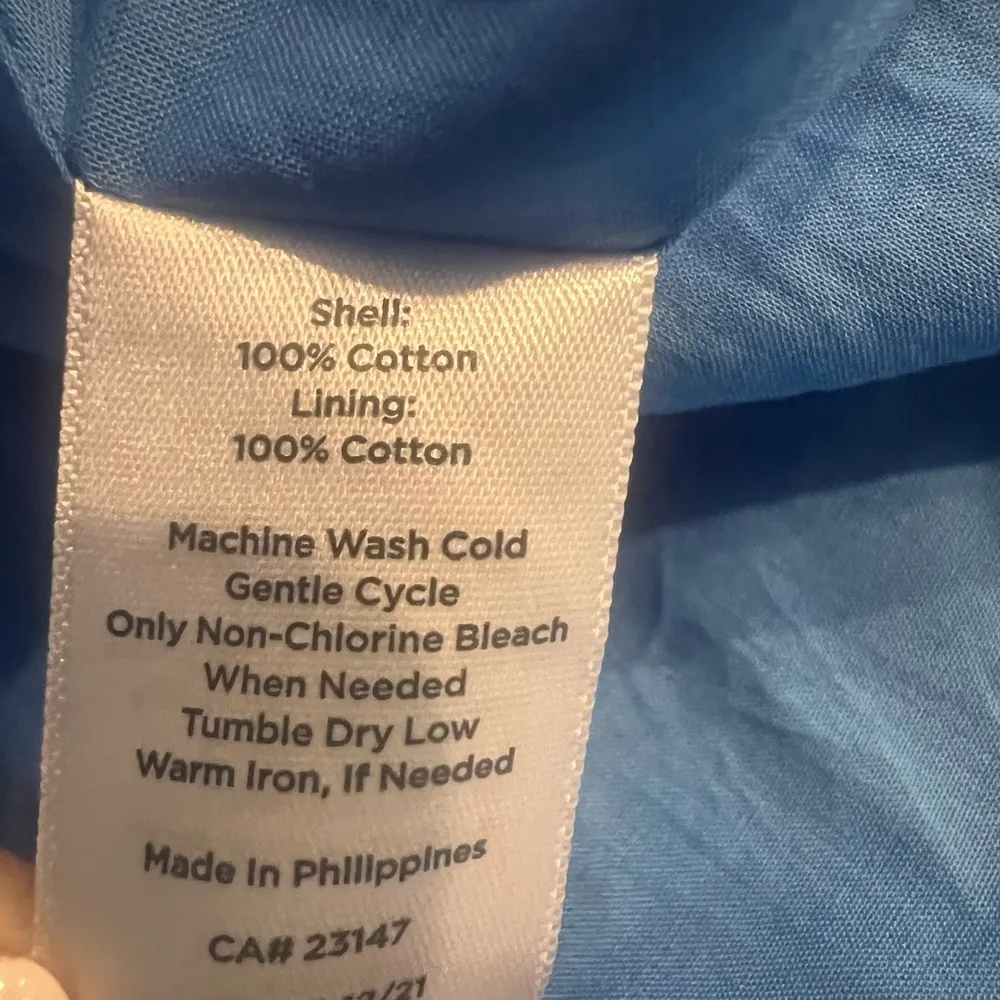 Shell:
100% Cotton
Lining:
100% Cotton
Machine Wash Cold
Gentle Cycle
Only Non-Chlorine Bleach
When Needed
Tumble Dry Low
Warm Iron, If Needed
Made In Philippines
CA# 23147
/21